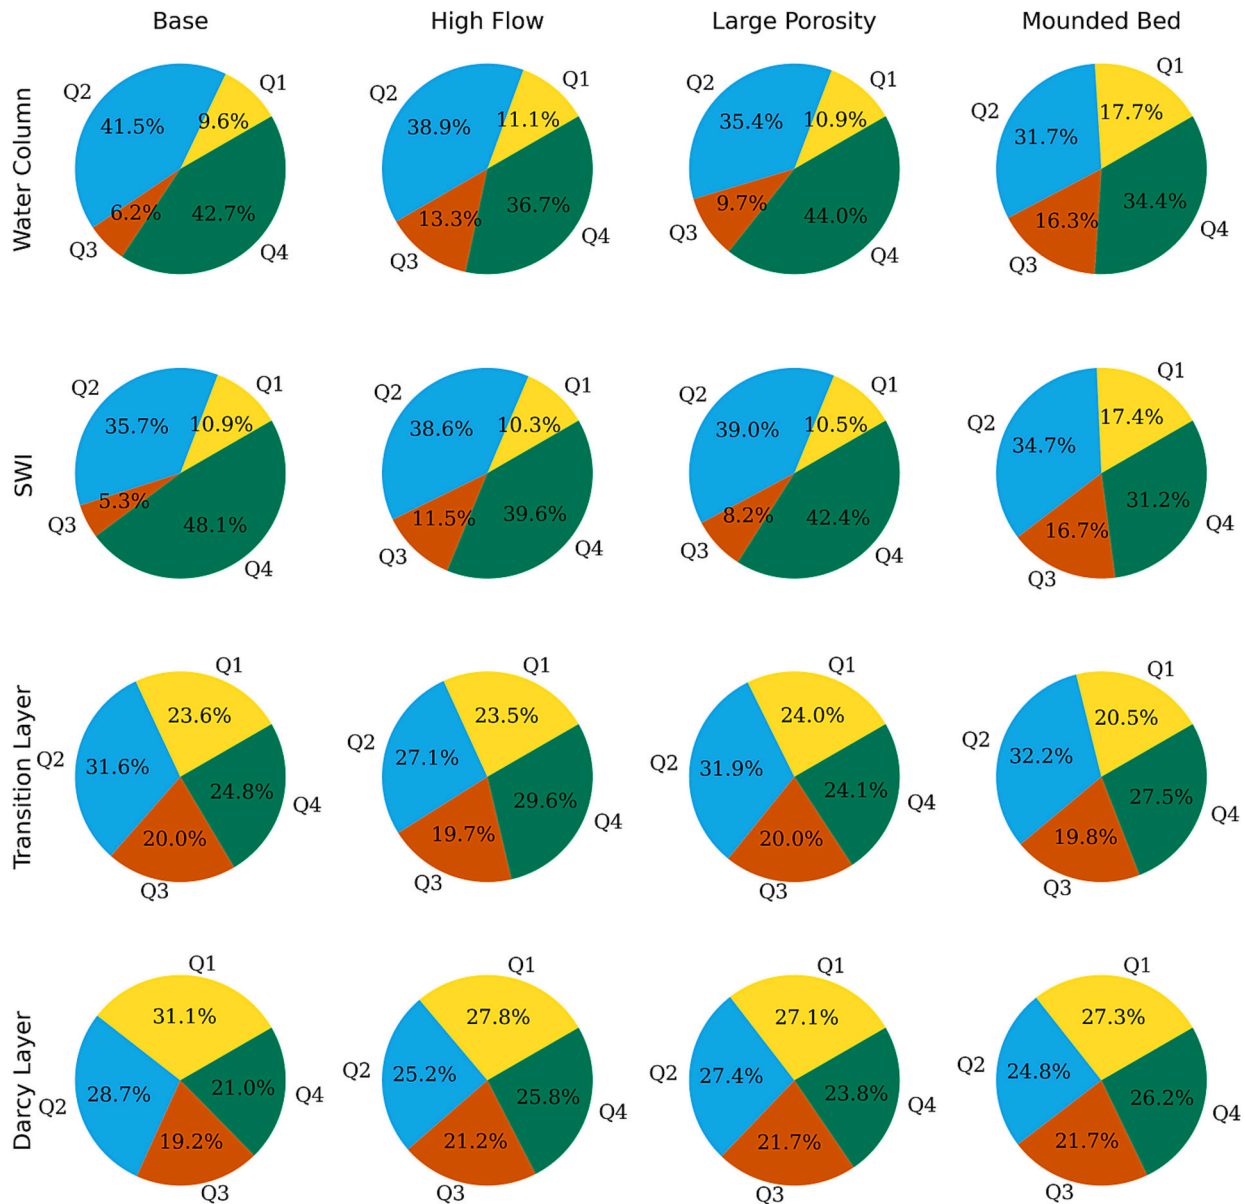 Base High Flow Large Porosity Mounded Bed
Water Column
Q1 9.6% Q2 41.5% Q3 6.2% Q4 42.7%
Q1 11.1% Q2 38.9% Q3 13.3% Q4 36.7%
Q1 10.9% Q2 35.4% Q3 9.7% Q4 44.0%
Q1 17.7% Q2 31.7% Q3 16.3% Q4 34.4%
SWI
Q1 10.9% Q2 35.7% Q3 5.3% Q4 48.1%
Q1 10.3% Q2 38.6% Q3 11.5% Q4 39.6%
Q1 10.5% Q2 39.0% Q3 8.2% Q4 42.4%
Q1 17.4% Q2 34.7% Q3 16.7% Q4 31.2%
Transition Layer
Q1 23.6% Q2 31.6% Q3 20.0% Q4 24.8%
Q1 23.5% Q2 27.1% Q3 19.7% Q4 29.6%
Q1 24.0% Q2 31.9% Q3 20.0% Q4 24.1%
Q1 20.5% Q2 32.2% Q3 19.8% Q4 27.5%
Darcy Layer
Q1 31.1% Q2 28.7% Q3 19.2% Q4 21.0%
Q1 27.8% Q2 25.2% Q3 21.2% Q4 25.8%
Q1 27.1% Q2 27.4% Q3 21.7% Q4 23.8%
Q1 27.3% Q2 24.8% Q3 21.7% Q4 26.2%